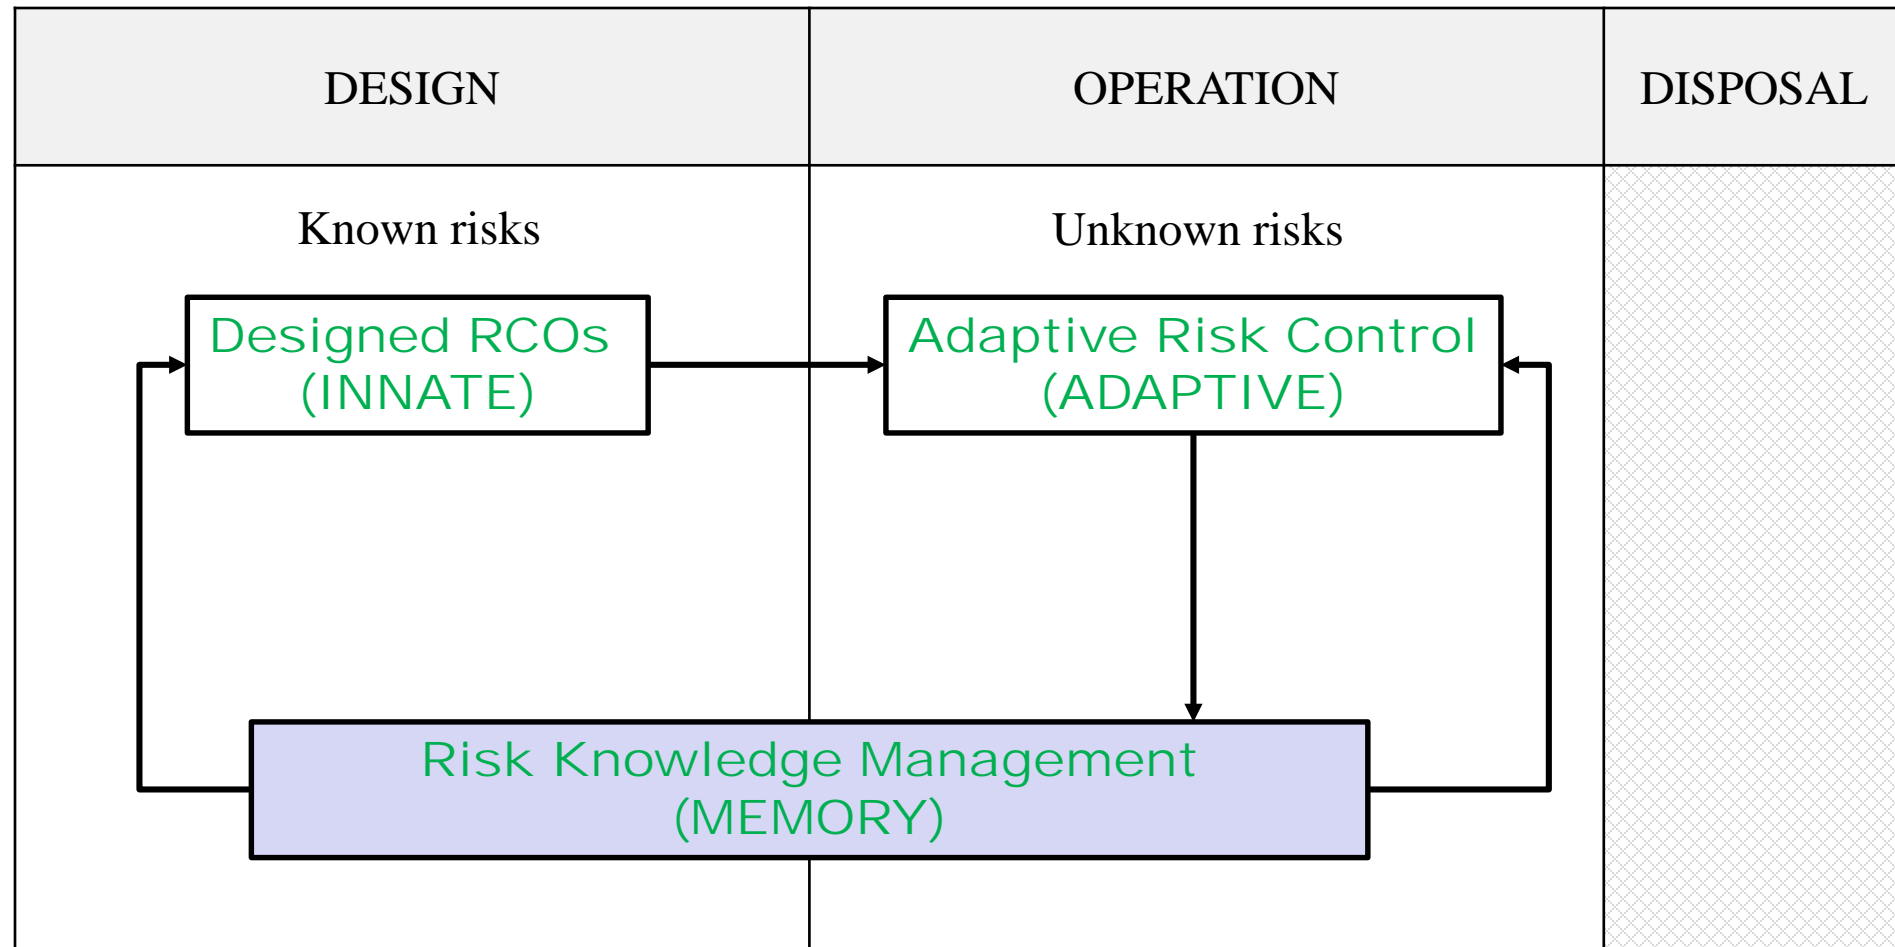 DESIGN
OPERATION
DISPOSAL
Known risks
Unknown risks
Designed RCOs
(INNATE)
Adaptive Risk Control
(ADAPTIVE)
Risk Knowledge Management
(MEMORY)